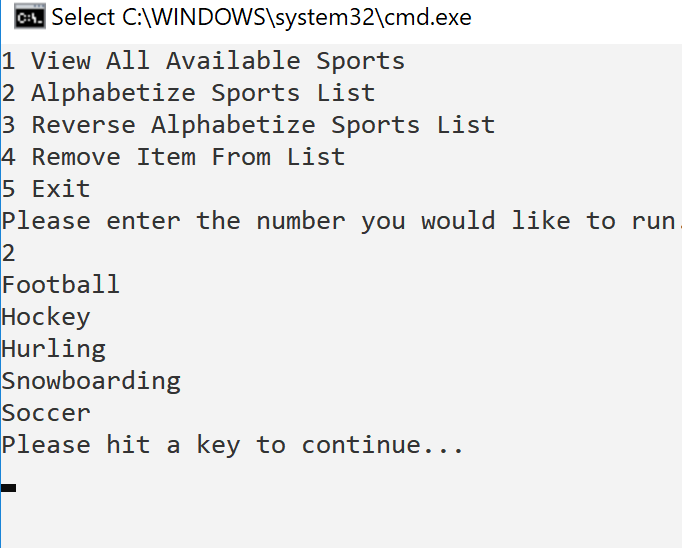 Select C:\WINDOWS\system32\cmd.exe
1 View All Available Sports
2 Alphabetize Sports List
3 Reverse Alphabetize Sports List
4 Remove Item From List
5 Exit
Please enter the number you would like to run.
2
Football
Hockey
Hurling
Snowboarding
Soccer
Please hit a key to continue...